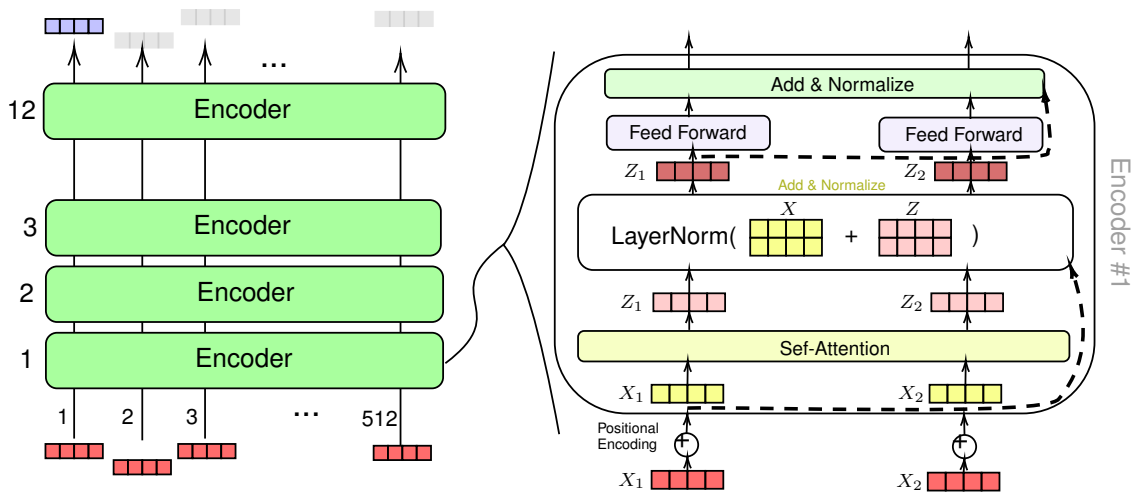 ...
12
Encoder
3
Encoder
2
Encoder
1
Encoder
1
2
3
...
512
Add & Normalize
Feed Forward
Feed Forward
Z1
Z2
Add & Normalize
X
Z
LayerNorm(
+
)
Z1
Z2
Sef-Attention
X1
X2
Positional
Encoding
+
+
X1
X2
Encoder #1